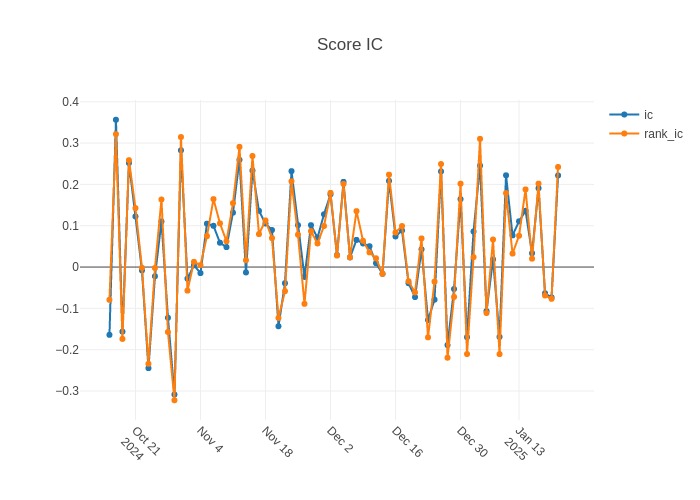 Score IC
0.4
0.3
0.2
0.1
0
−0.1
−0.2
−0.3
Oct 21
2024
Nov 4
Nov 18
Dec 2
Dec 16
Dec 30
Jan 13
2025
ic
rank_ic